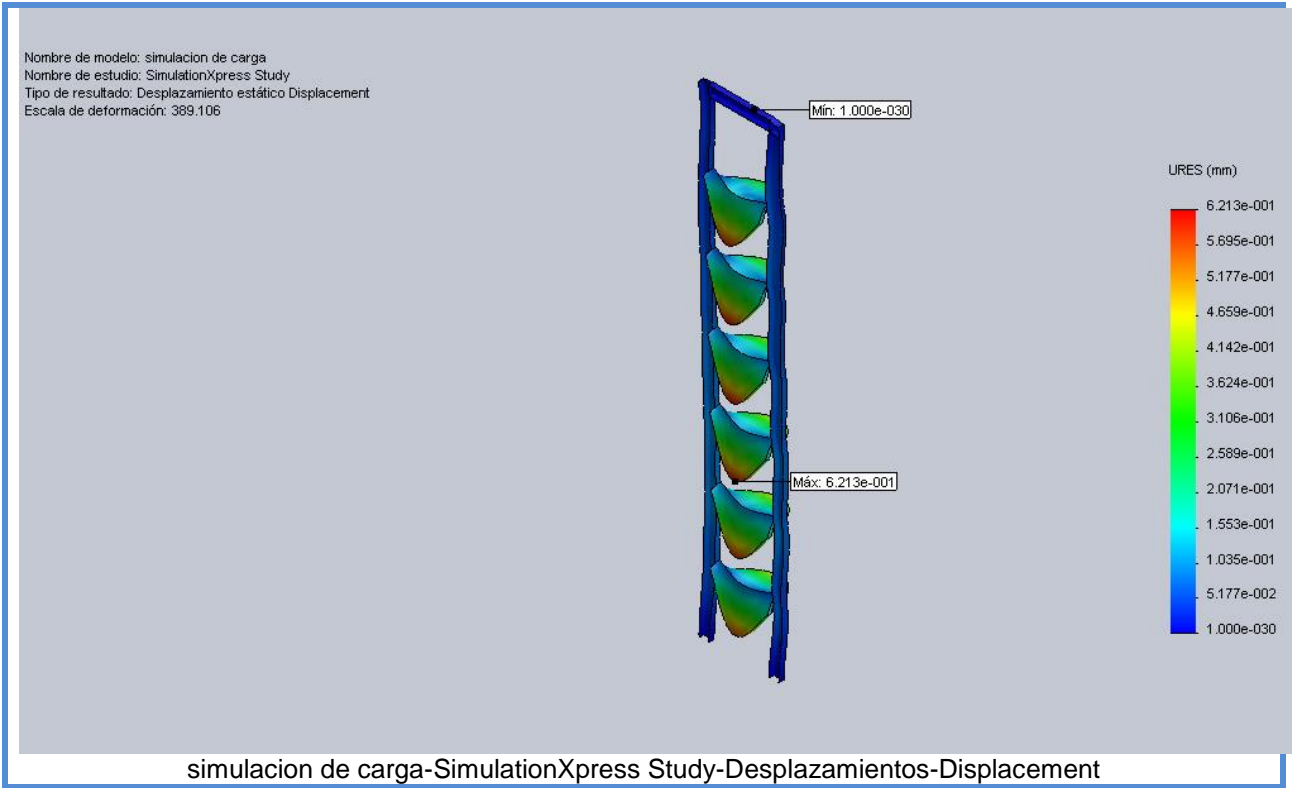 Nombre de modelo: simulacion de carga
Nombre de estudio: SimulationXpress Study
Tipo de resultado: Desplazamiento estático Displacement
Escala de deformación: 389.106
Mín: 1.000e-030
Máx: 6.213e-001
URES (mm)
6.213e-001
5.695e-001
5.177e-001
4.659e-001
4.142e-001
3.624e-001
3.106e-001
2.589e-001
2.071e-001
1.553e-001
1.035e-001
5.177e-002
1.000e-030
simulacion de carga-SimulationXpress Study-Desplazamientos-Displacement